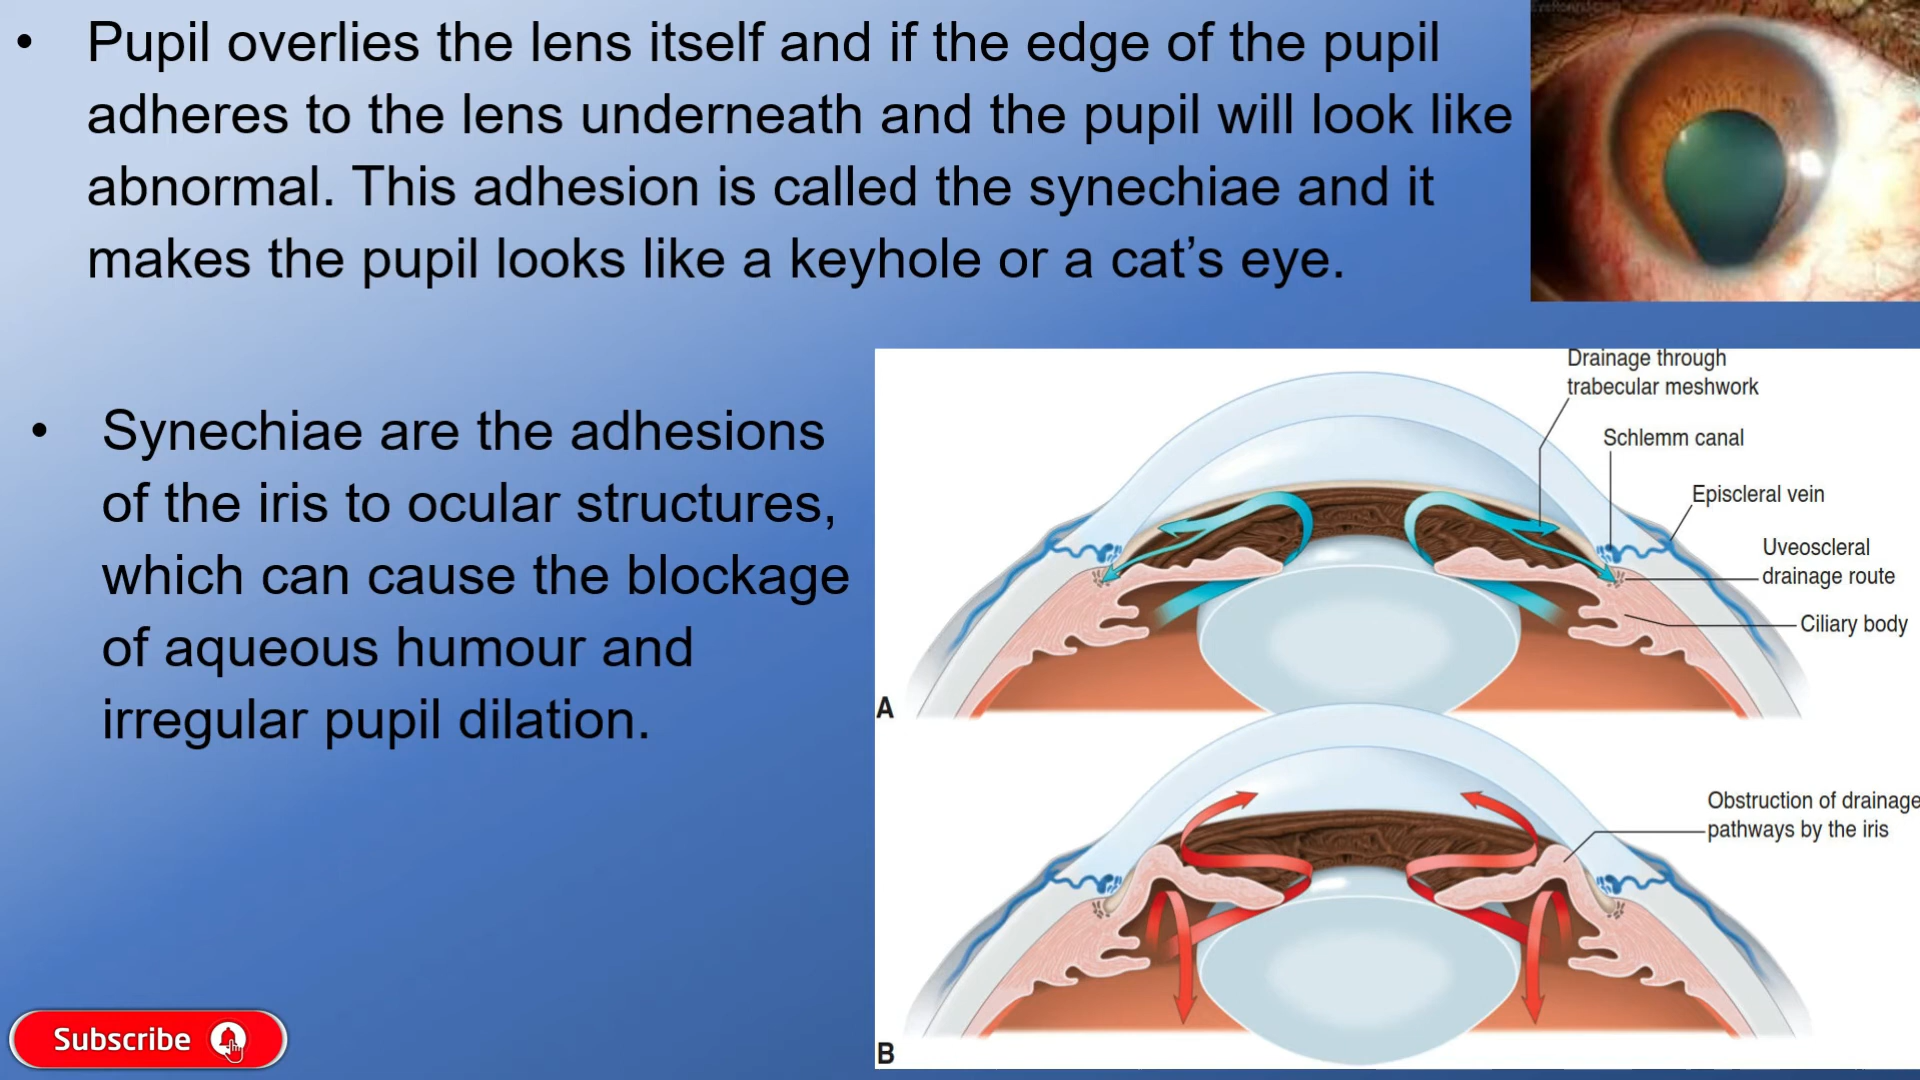 • Pupil overlies the lens itself and if the edge of the pupil
adheres to the lens underneath and the pupil will look like
abnormal. This adhesion is called the synechiae and it
makes the pupil looks like a keyhole or a cat’s eye.
• Synechiae are the adhesions
of the iris to ocular structures,
which can cause the blockage
of aqueous humour and
irregular pupil dilation.
Drainage through
trabecular meshwork
Schlemm canal
Episcleral vein
Uveoscleral
drainage route
Ciliary body
A
Obstruction of drainage
pathways by the iris
B
Subscribe